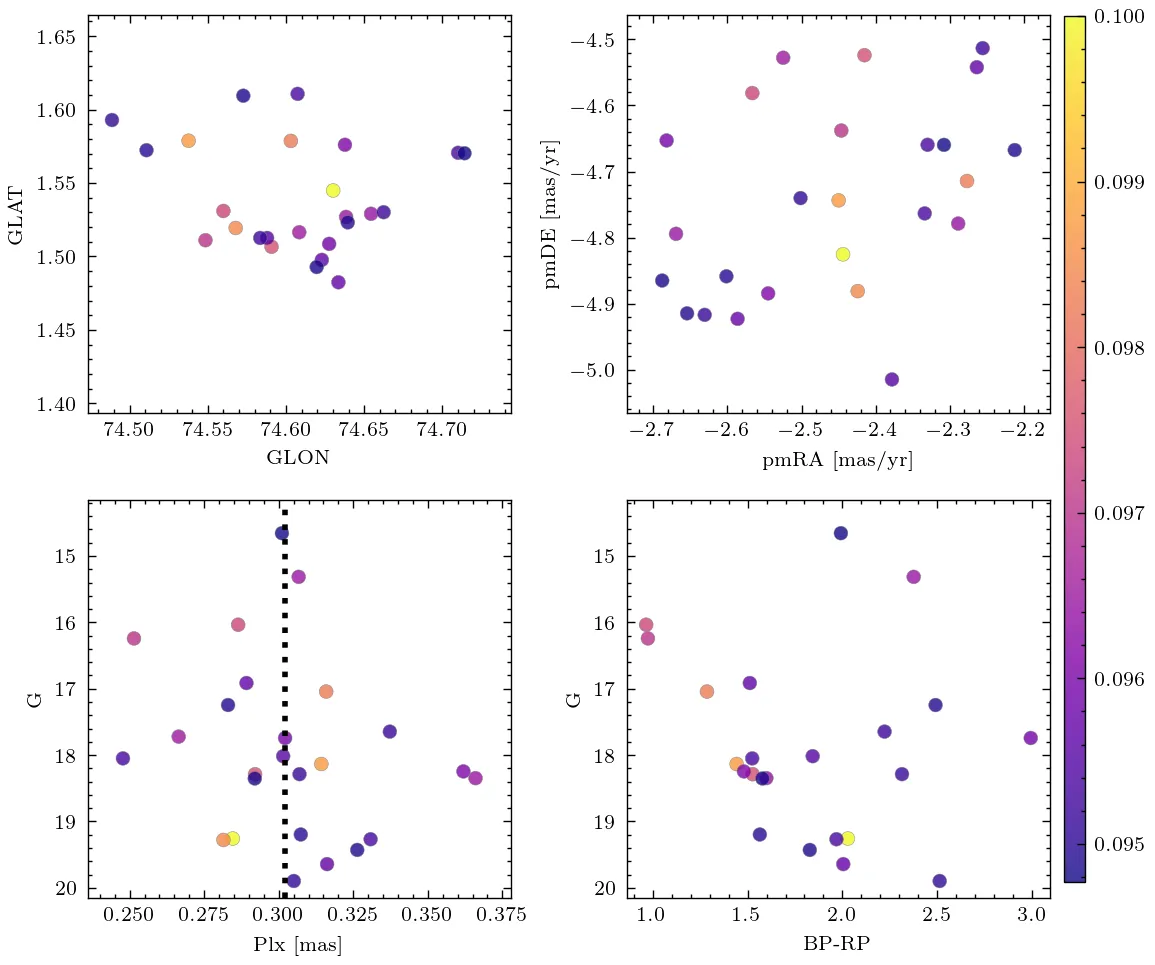 1.65
1.60
1.55
1.50
1.45
1.40
GLAT
74.50 74.55 74.60 74.65 74.70
GLON
−4.5
−4.6
−4.7
−4.8
−4.9
−5.0
pmDE [mas/yr]
−2.7 −2.6 −2.5 −2.4 −2.3 −2.2
pmRA [mas/yr]
0.100
0.099
0.098
0.097
0.096
0.095
15
16
17
18
19
20
G
0.250 0.275 0.300 0.325 0.350 0.375
Plx [mas]
15
16
17
18
19
20
G
1.0 1.5 2.0 2.5 3.0
BP-RP